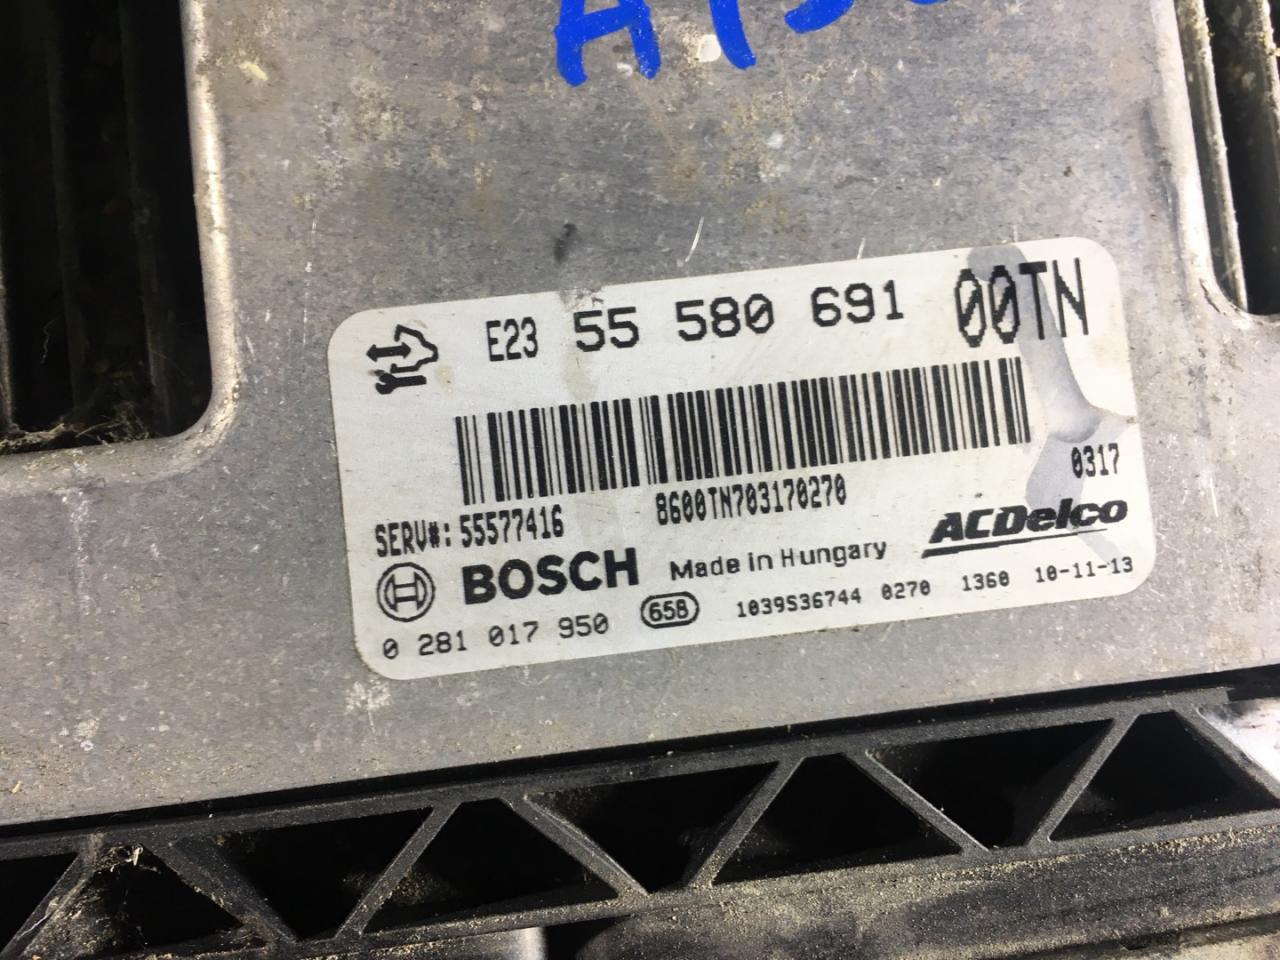 E23 55 580 691 00TN
0317
SERV#: 55577416 8600TN703170270
BOSCH Made in Hungary ACDelco
0 281 017 950 658 1039S36744 0270 1360 10-11-13